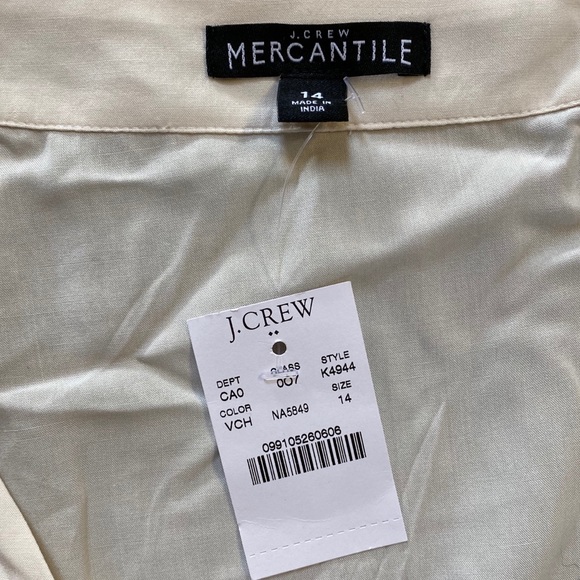 J.CREW
MERCANTILE
14
MADE IN
INDIA
J.CREW
DEPT CLASS STYLE
CA0 007 K4944
COLOR SIZE
VCH NA5849 14
099105260606